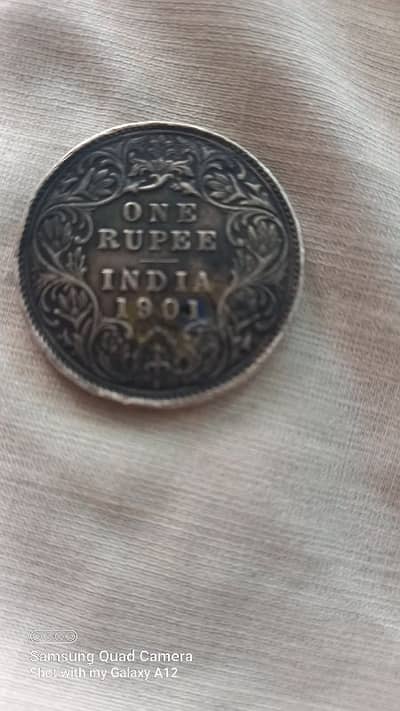 ONE
RUPEE
INDIA
1901
Samsung Quad Camera
Shot with my Galaxy A12